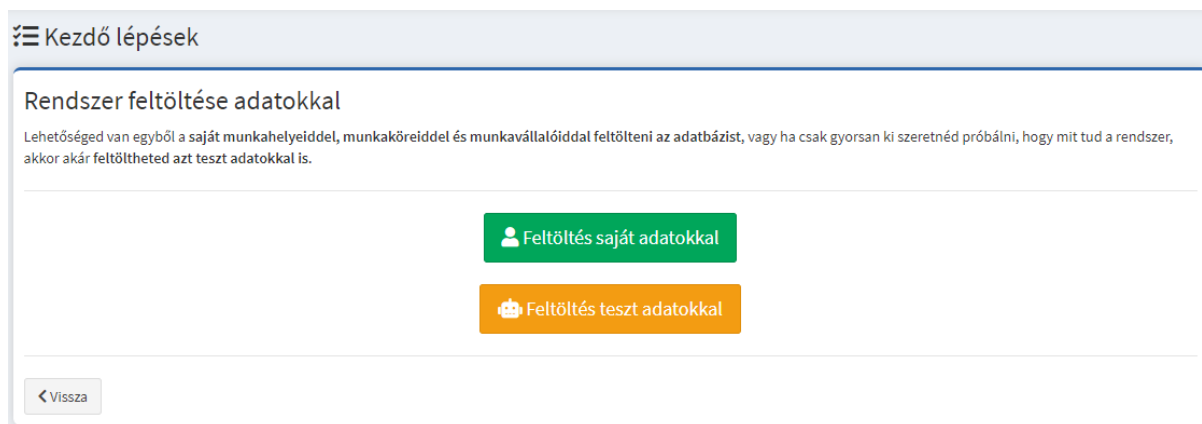 Kezdő lépések
Rendszer feltöltése adatokkal
Lehetőséged van egyből a saját munkahelyeiddel, munkaköreiddel és munkavállalóiddal feltölteni az adatbázist, vagy ha csak gyorsan ki szeretnéd próbálni, hogy mit tud a rendszer,
akkor akár feltöltheted azt teszt adatokkal is.
Feltöltés saját adatokkal
Feltöltés teszt adatokkal
Vissza